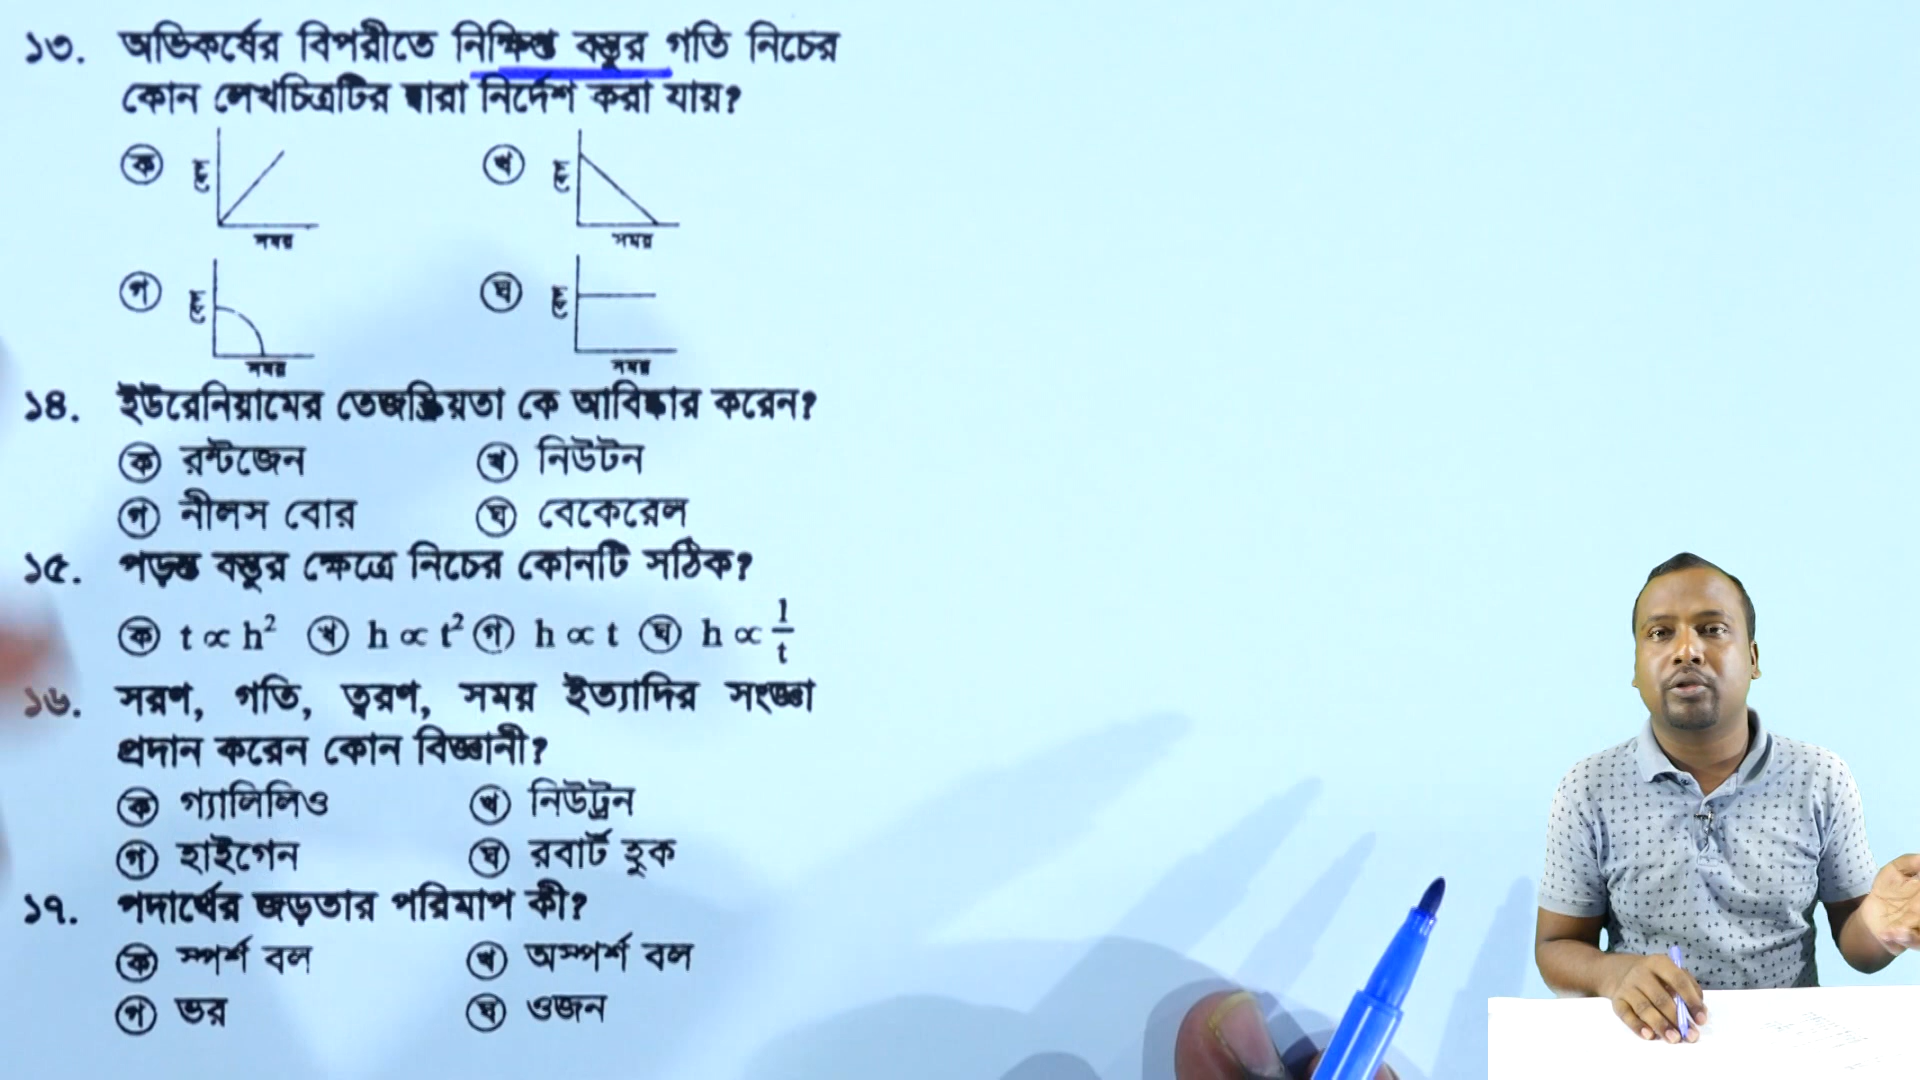 ১৩. অভিকর্ষের বিপরীতে নিক্ষিপ্ত বস্তুর গতি নিচের
কোন লেখচিত্রটির দ্বারা নির্দেশ করা যায়?
ক বেগ সময় খ বেগ সময়
গ বেগ সময় ঘ বেগ সময়
১৪. ইউরেনিয়ামের তেজস্ক্রিয়তা কে আবিষ্কার করেন?
ক রন্টজেন খ নিউটন
গ নীলস বোর ঘ বেকেরেল
১৫. পড়ন্ত বস্তুর ক্ষেত্রে নিচের কোনটি সঠিক?
ক t ∝ h² খ h ∝ t² গ h ∝ t ঘ h ∝ 1/t
১৬. সরণ, গতি, ত্বরণ, সময় ইত্যাদির সংজ্ঞা
প্রদান করেন কোন বিজ্ঞানী?
ক গ্যালিলিও খ নিউট্রন
গ হাইগেন ঘ রবার্ট হুক
১৭. পদার্থের জড়তার পরিমাপ কী?
ক স্পর্শ বল খ অস্পর্শ বল
গ ভর ঘ ওজন